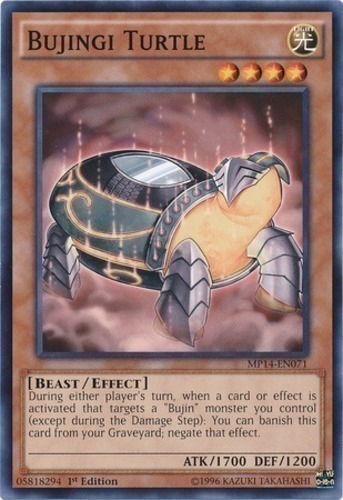 BUJINGI TURTLE
LIGHT
光
MP14-EN071
[BEAST / EFFECT]
During either player's turn, when a card or effect is
activated that targets a "Bujin" monster you control
(except during the Damage Step): You can banish
this card from your Graveyard; negate that effect.
ATK/1700 DEF/1200
05818294 1st Edition ©1996 KAZUKI TAKAHASHI